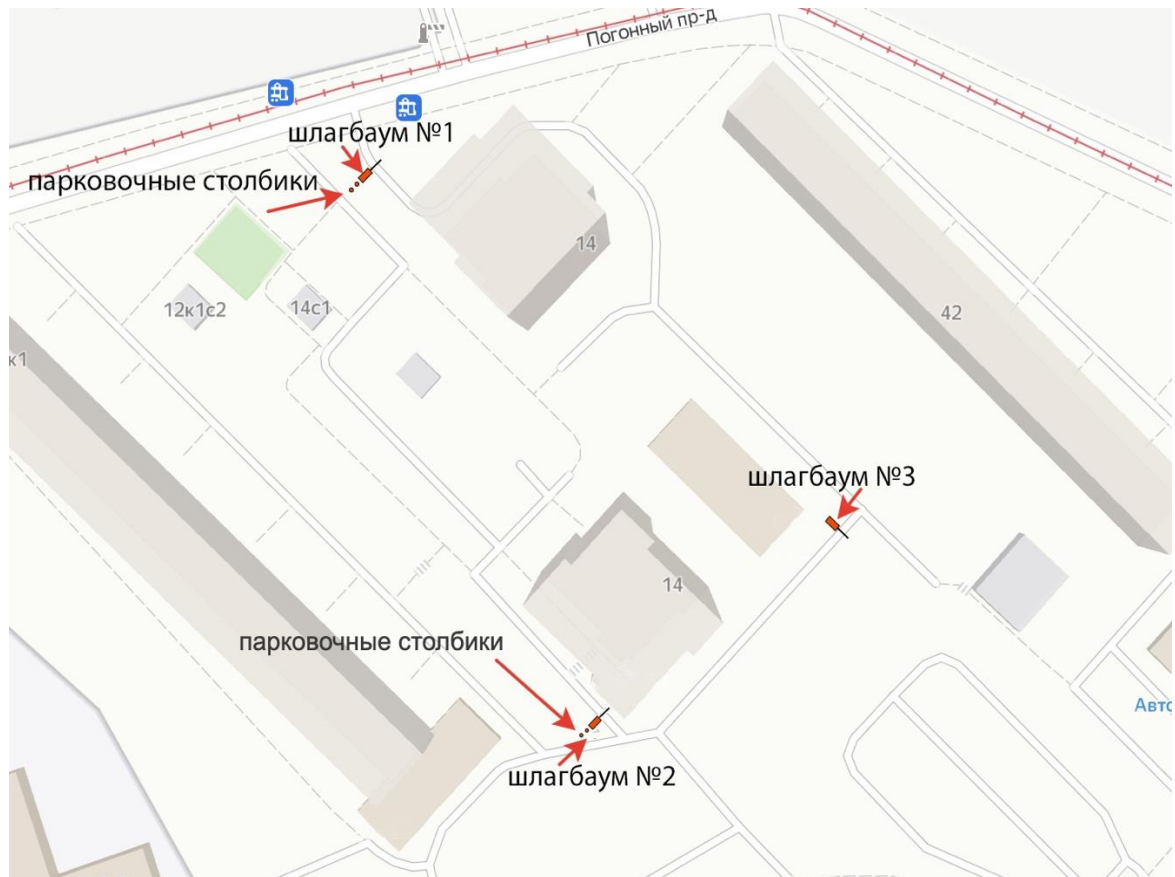 Погонный пр-д
шлагбаум №1
парковочные столбики
14
12к1с2
14с1
42
к1
шлагбаум №3
14
парковочные столбики
Авто
шлагбаум №2